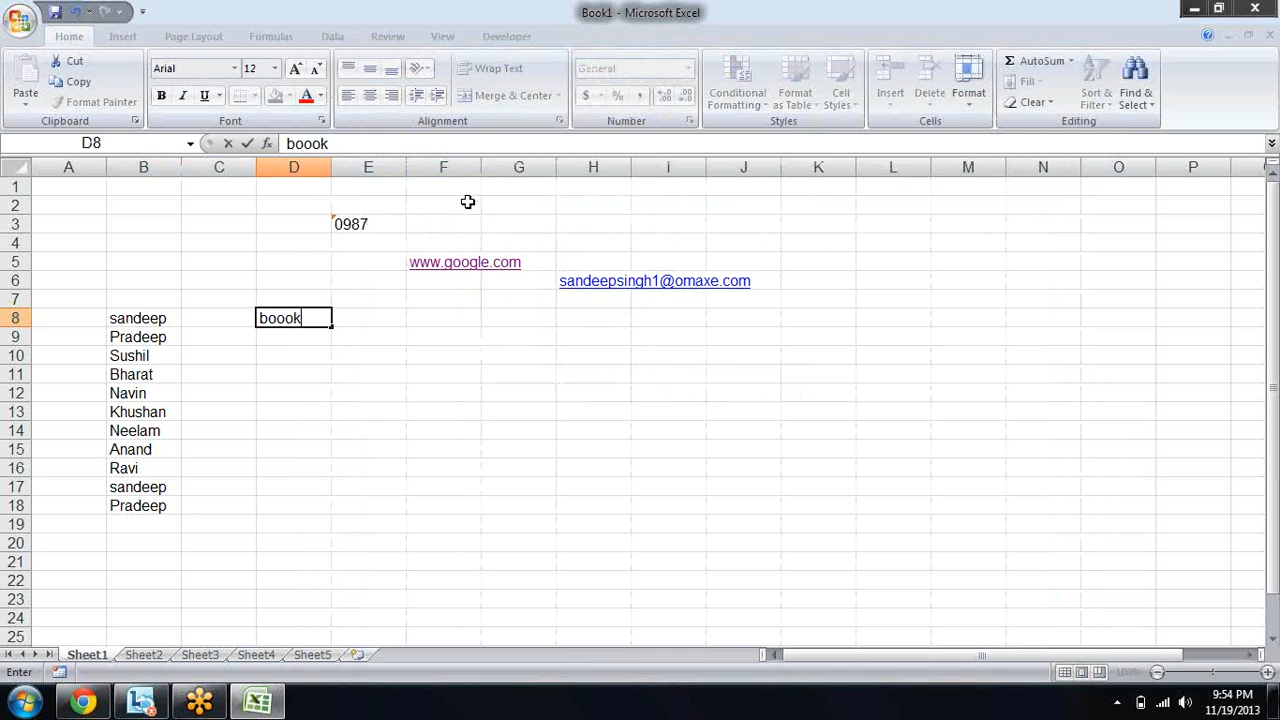 Book1 - Microsoft Excel
Home Insert Page Layout Formulas Data Review View Developer
Paste
Cut
Copy
Format Painter
Clipboard
Arial 12
B I U
Font
Wrap Text
Merge & Center
Alignment
General
$ % ,
Number
Conditional Formatting
Format as Table
Cell Styles
Styles
Insert
Delete
Format
Cells
Σ AutoSum
Fill
Clear
Sort & Filter
Find & Select
Editing
D8 fx boook
A B C D E F G H I J K L M N O P
1
2
3 0987
4
5 www.google.com
6 sandeepsingh1@omaxe.com
7
8 sandeep boook
9 Pradeep
10 Sushil
11 Bharat
12 Navin
13 Khushan
14 Neelam
15 Anand
16 Ravi
17 sandeep
18 Pradeep
19
20
21
22
23
24
25
Sheet1 Sheet2 Sheet3 Sheet4 Sheet5
Enter 100%
9:54 PM
11/19/2013